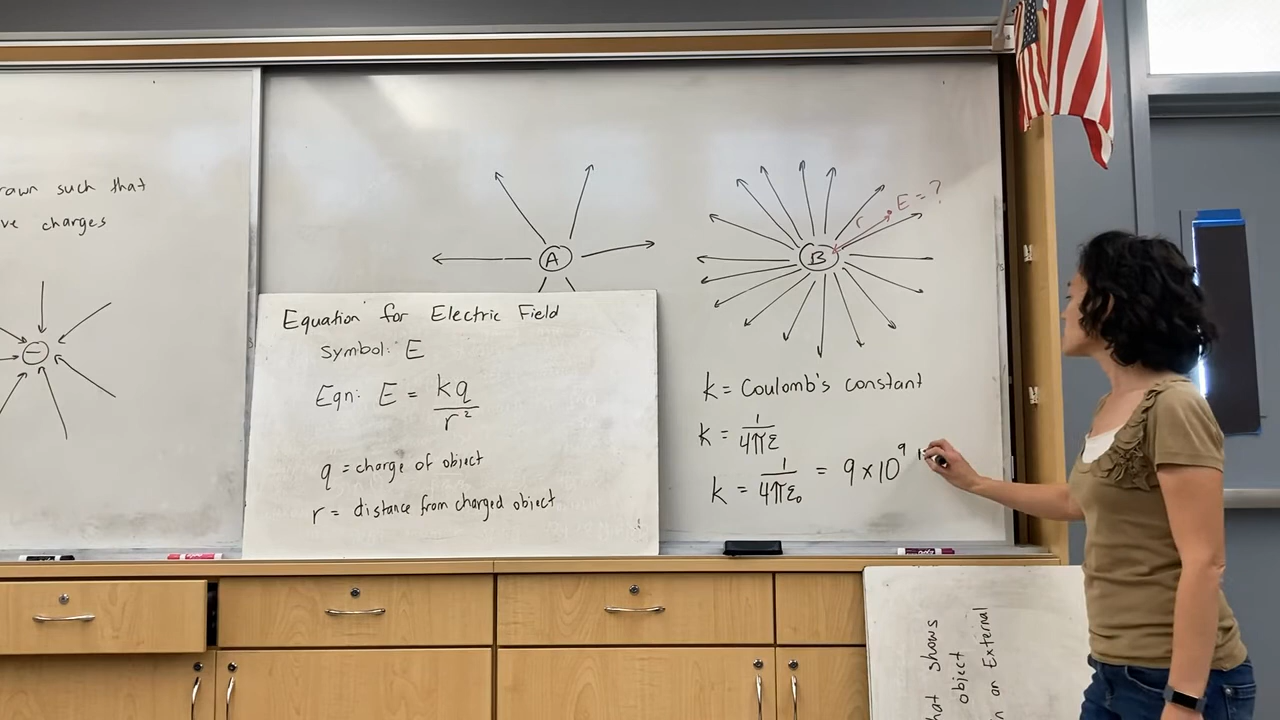 rawn such that
ve charges
−
A
B
r
E = ?
Equation for Electric Field
Symbol: E
Eqn: E = kq / r²
q = charge of object
r = distance from charged object
k = Coulomb's constant
k = 1 / 4πε
k = 1 / 4πε₀ = 9 × 10⁹
hat shows
object
n an External